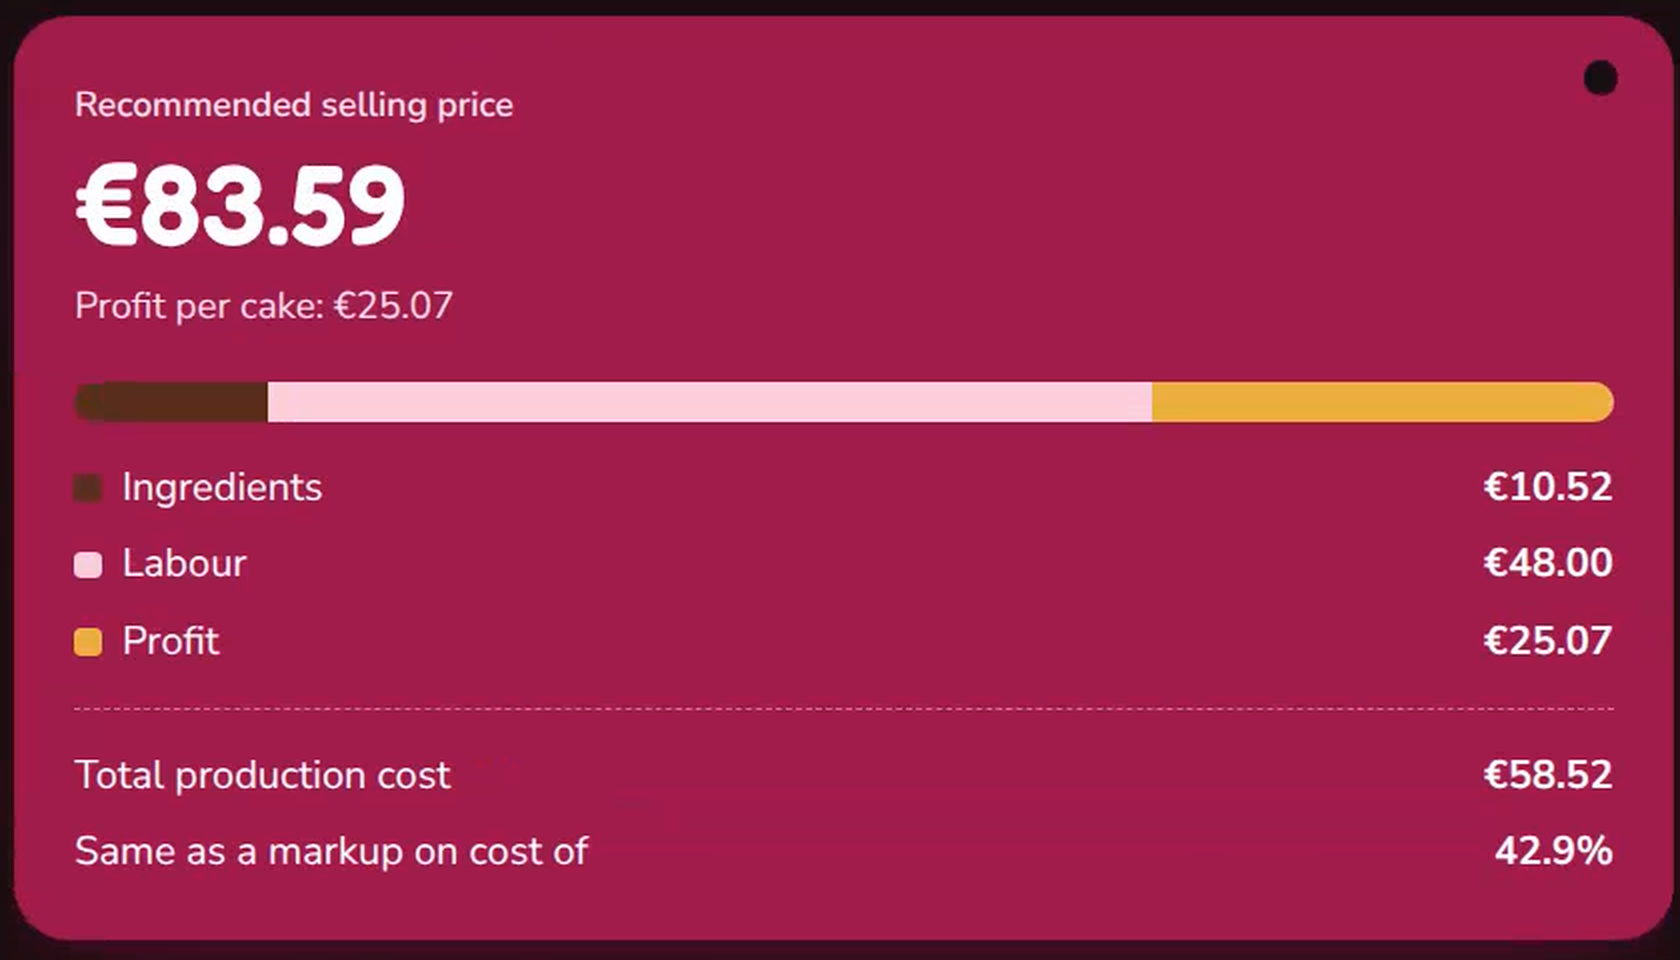 Recommended selling price
€83.59
Profit per cake: €25.07
Ingredients €10.52
Labour €48.00
Profit €25.07
Total production cost €58.52
Same as a markup on cost of 42.9%